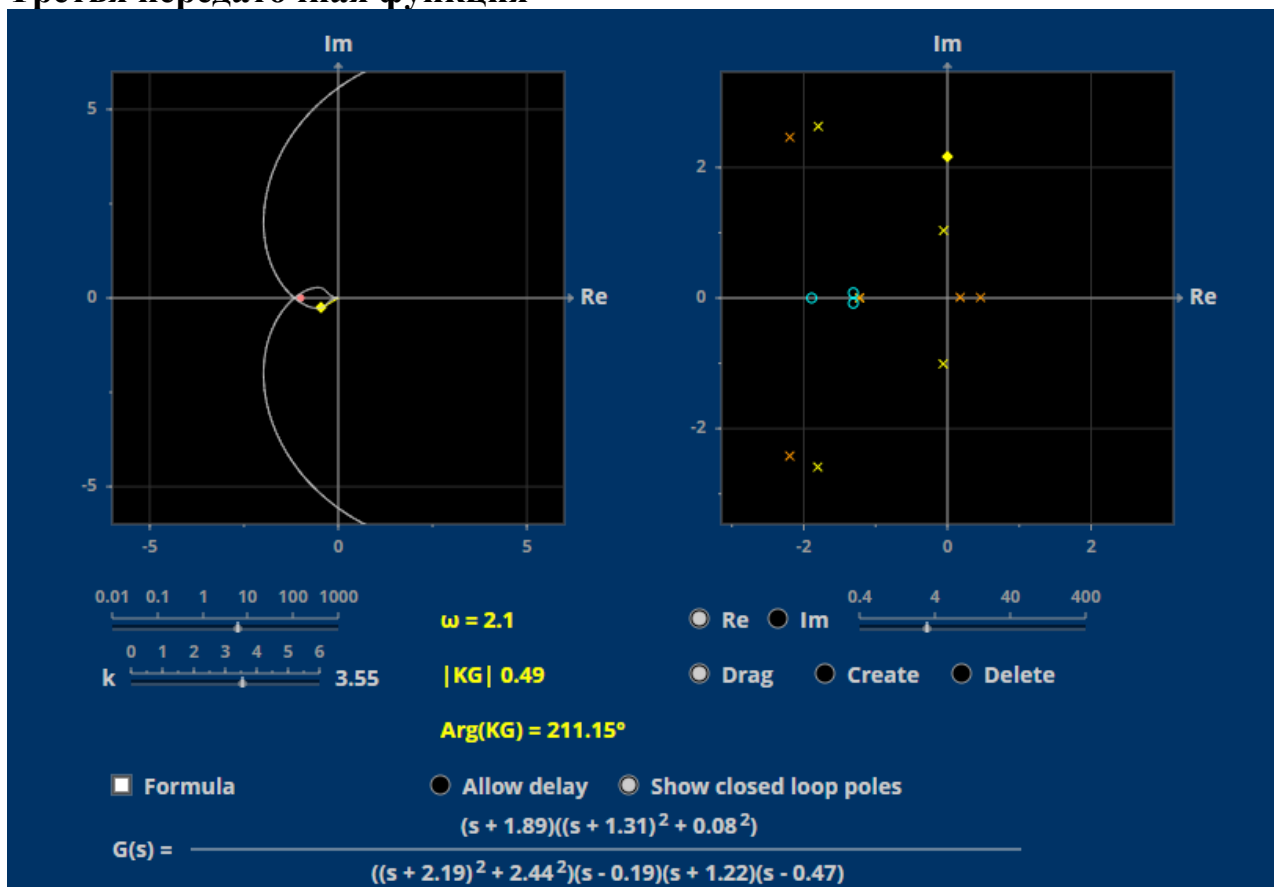 Третья передаточная функция
Im
Im
5
0
-5
Re
-5 0 5
2
0
-2
Re
-2 0 2
0.01 0.1 1 10 100 1000
k 0 1 2 3 4 5 6 3.55
ω = 2.1
|KG| 0.49
Arg(KG) = 211.15º
Re Im
0.4 4 40 400
Drag Create Delete
Formula
Allow delay Show closed loop poles
G(s) = (s + 1.89)((s + 1.31)² + 0.08²)
((s + 2.19)² + 2.44²)(s - 0.19)(s + 1.22)(s - 0.47)